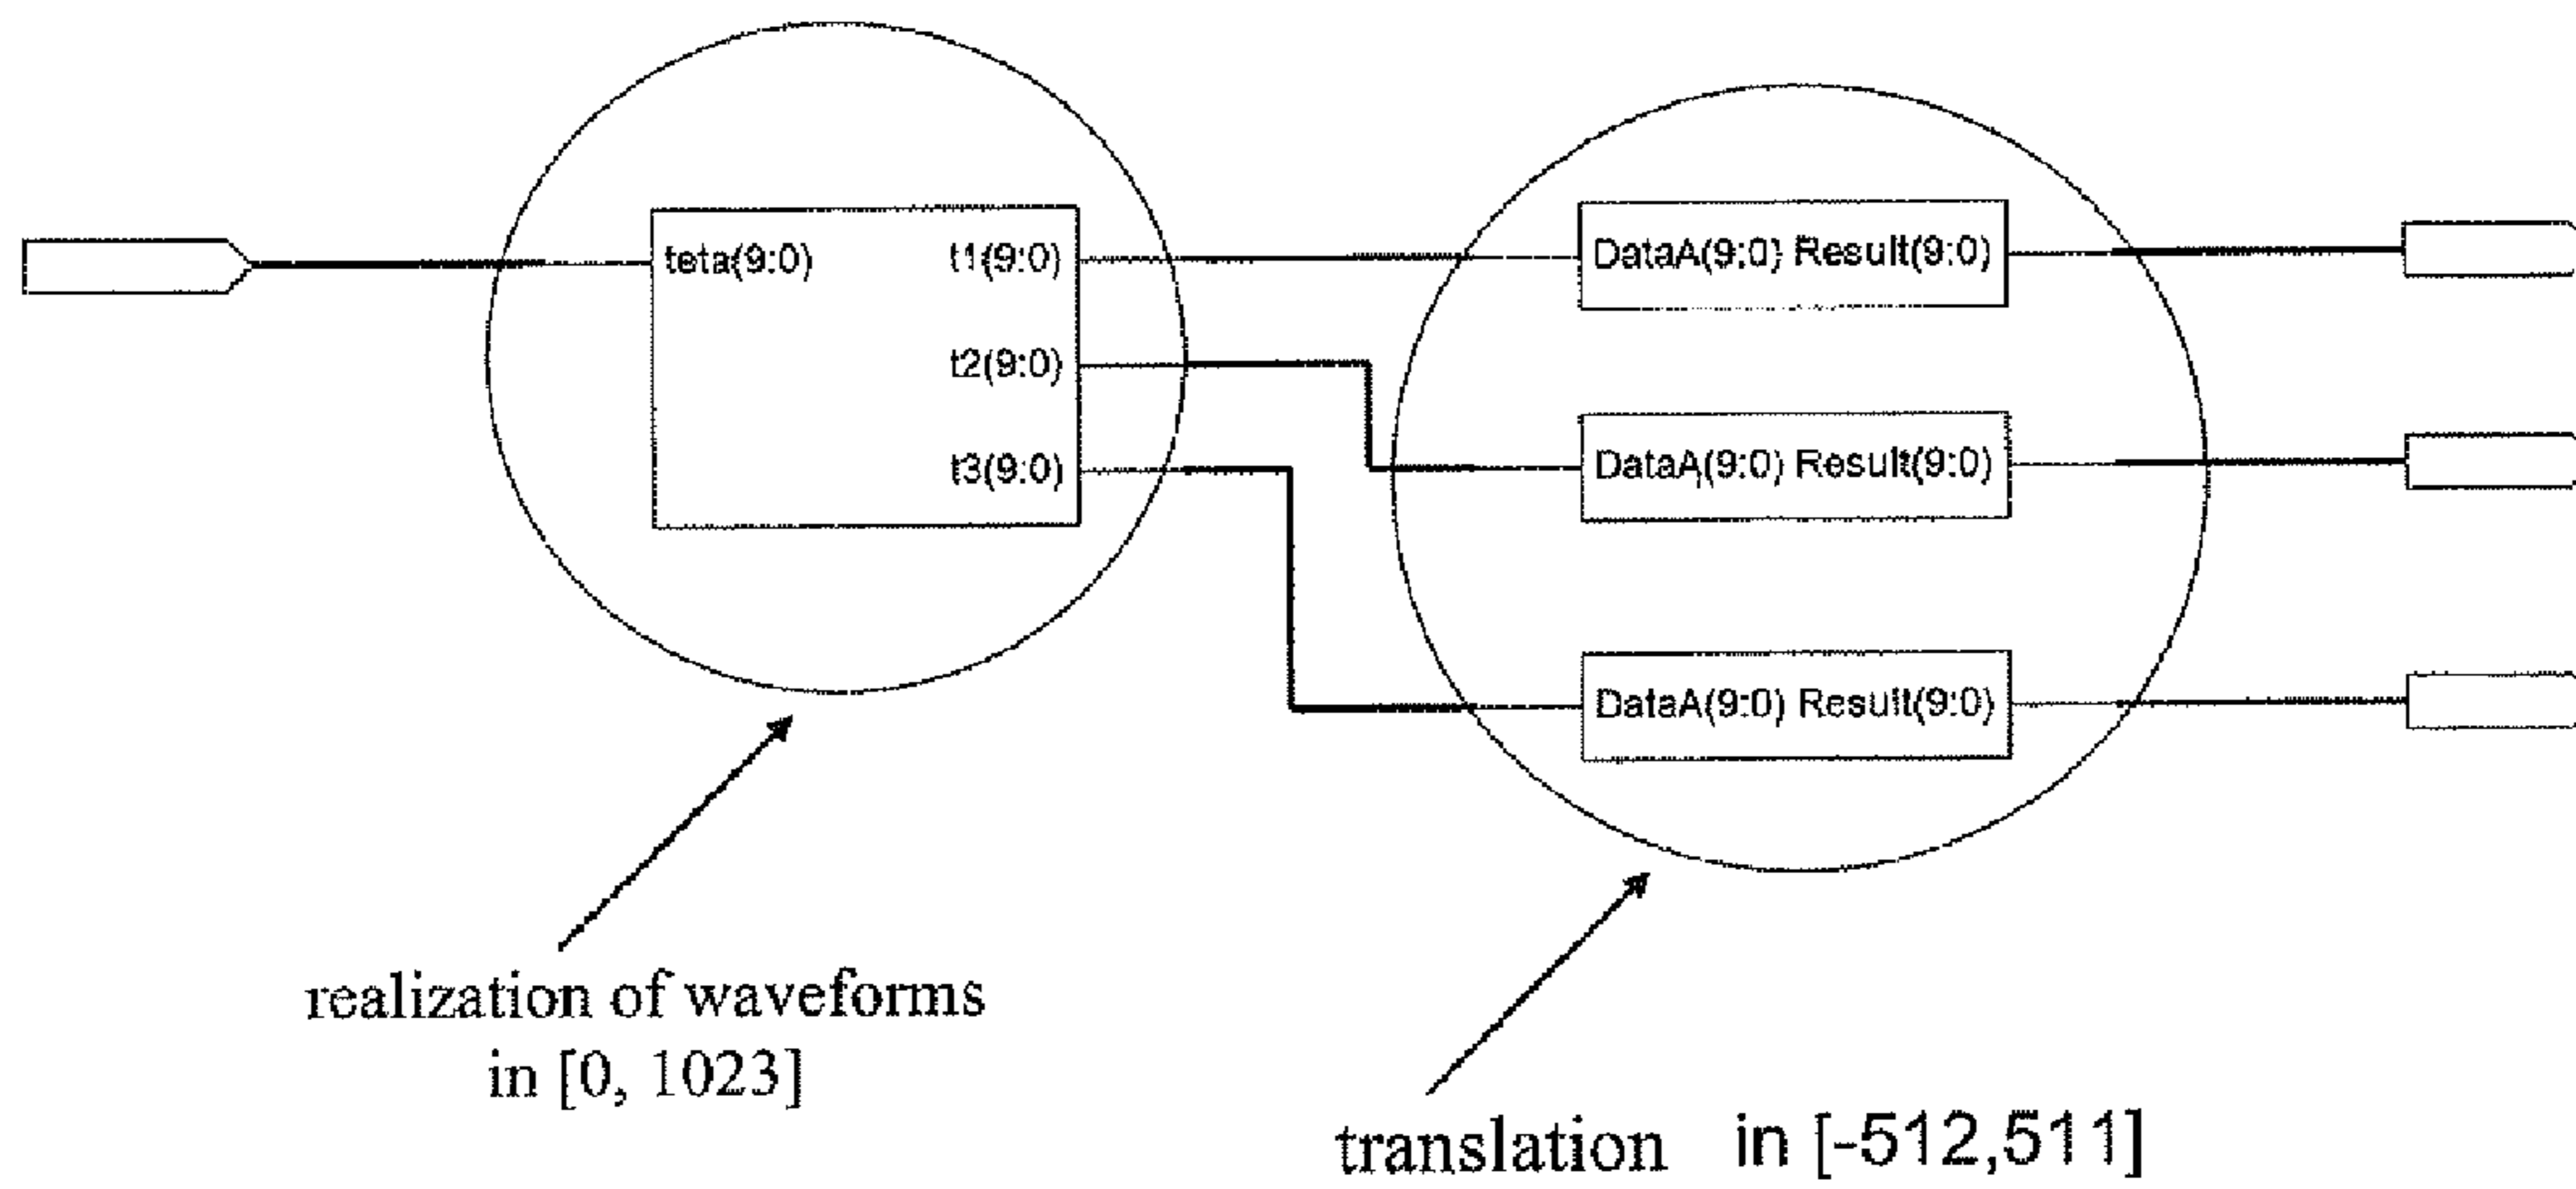 teta(9:0) t1(9:0)
t2(9:0)
t3(9:0)
DataA(9:0) Result(9:0)
DataA(9:0) Result(9:0)
DataA(9:0) Result(9:0)
realization of waveforms
in [0, 1023]
translation in [-512,511]